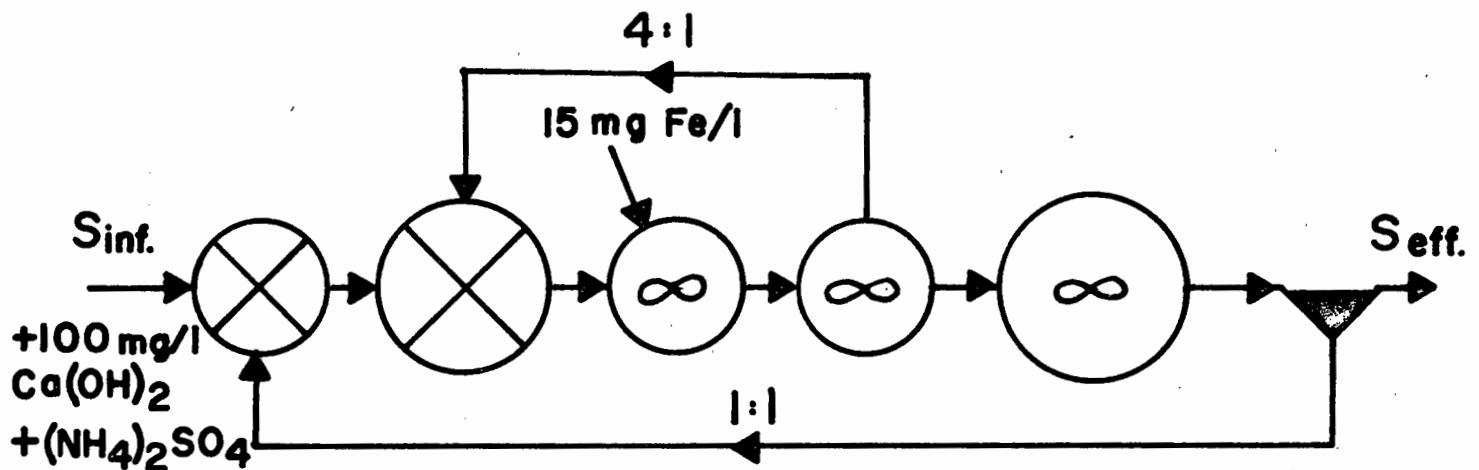 4:1
15 mg Fe/l
Sinf.
Seff.
+100 mg/l
Ca(OH)2
+(NH4)2SO4
1:1